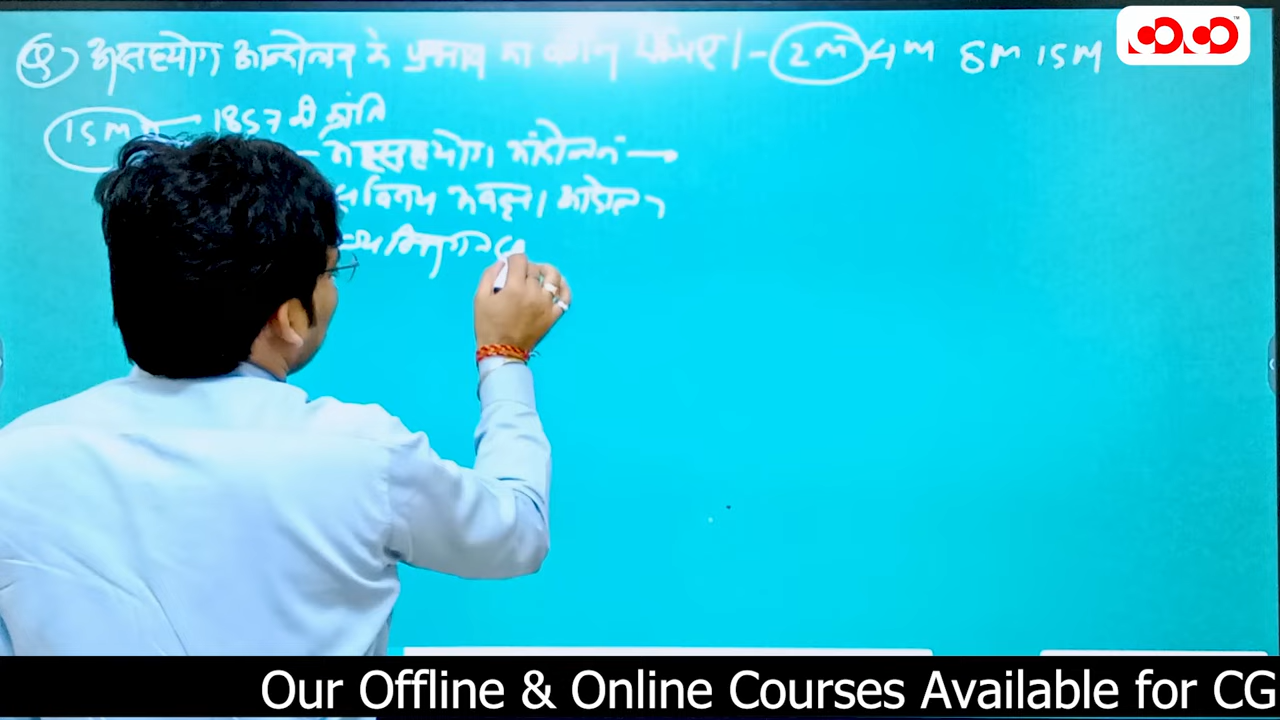 Q असहयोग आन्दोलन के प्रभाव का वर्णन कीजिए। - 2M 4M 8M 15M
15M - 1857 की क्रांति
- असहयोग आंदोलन →
सविनय अवज्ञा आंदोलन
Our Offline & Online Courses Available for CG